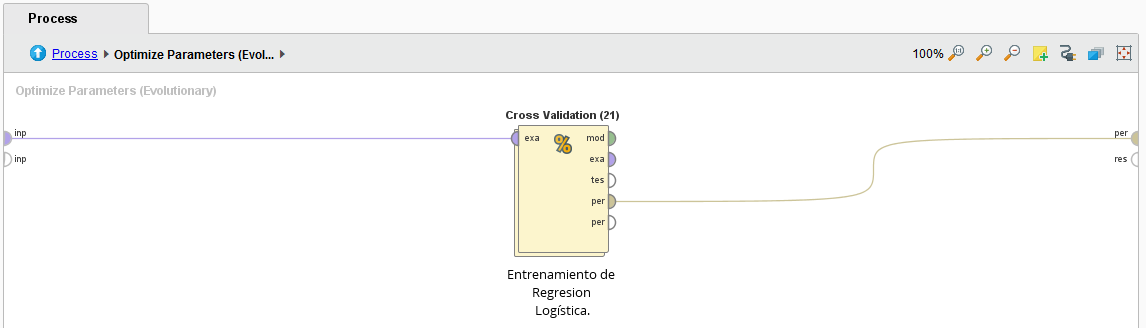 Process
Process ▸ Optimize Parameters (Evol... ▸
100%
Optimize Parameters (Evolutionary)
Cross Validation (21)
inp
exa
mod
per
inp
exa
res
tes
per
per
Entrenamiento de
Regresion
Logística.